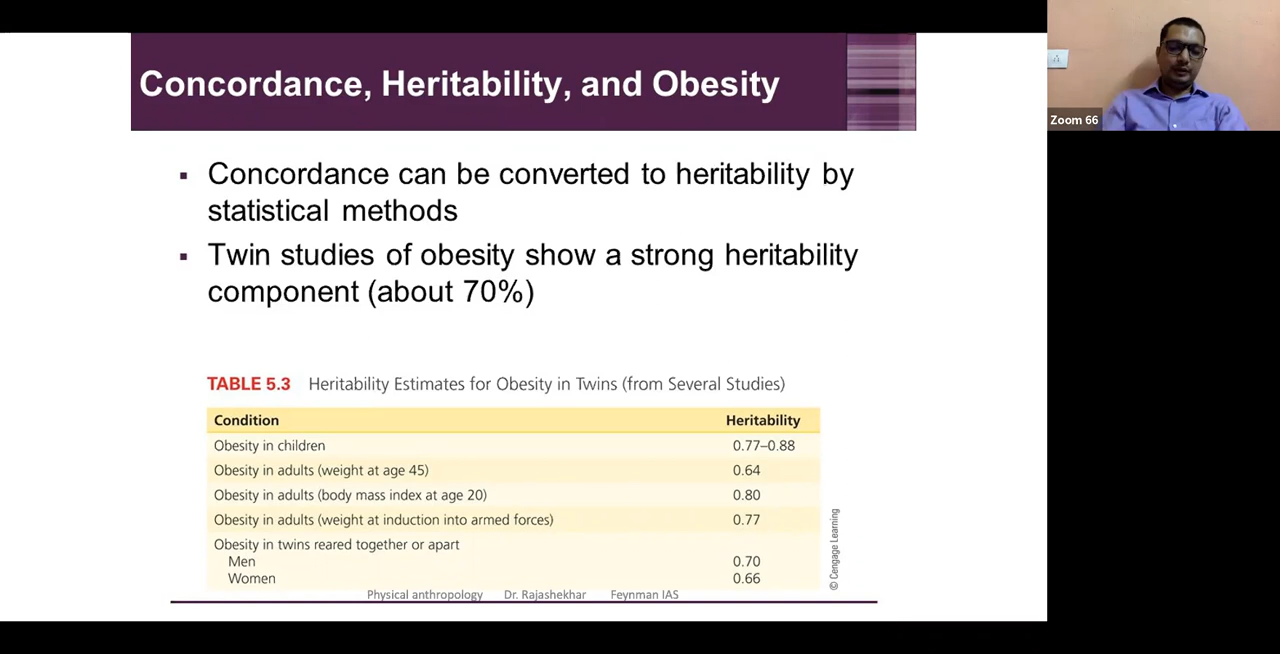 Concordance, Heritability, and Obesity
Zoom 66
▪ Concordance can be converted to heritability by
statistical methods
▪ Twin studies of obesity show a strong heritability
component (about 70%)
TABLE 5.3 Heritability Estimates for Obesity in Twins (from Several Studies)
Condition Heritability
Obesity in children 0.77–0.88
Obesity in adults (weight at age 45) 0.64
Obesity in adults (body mass index at age 20) 0.80
Obesity in adults (weight at induction into armed forces) 0.77
Obesity in twins reared together or apart
Men 0.70
Women 0.66
© Cengage Learning
Physical anthropology Dr. Rajashekhar Feynman IAS